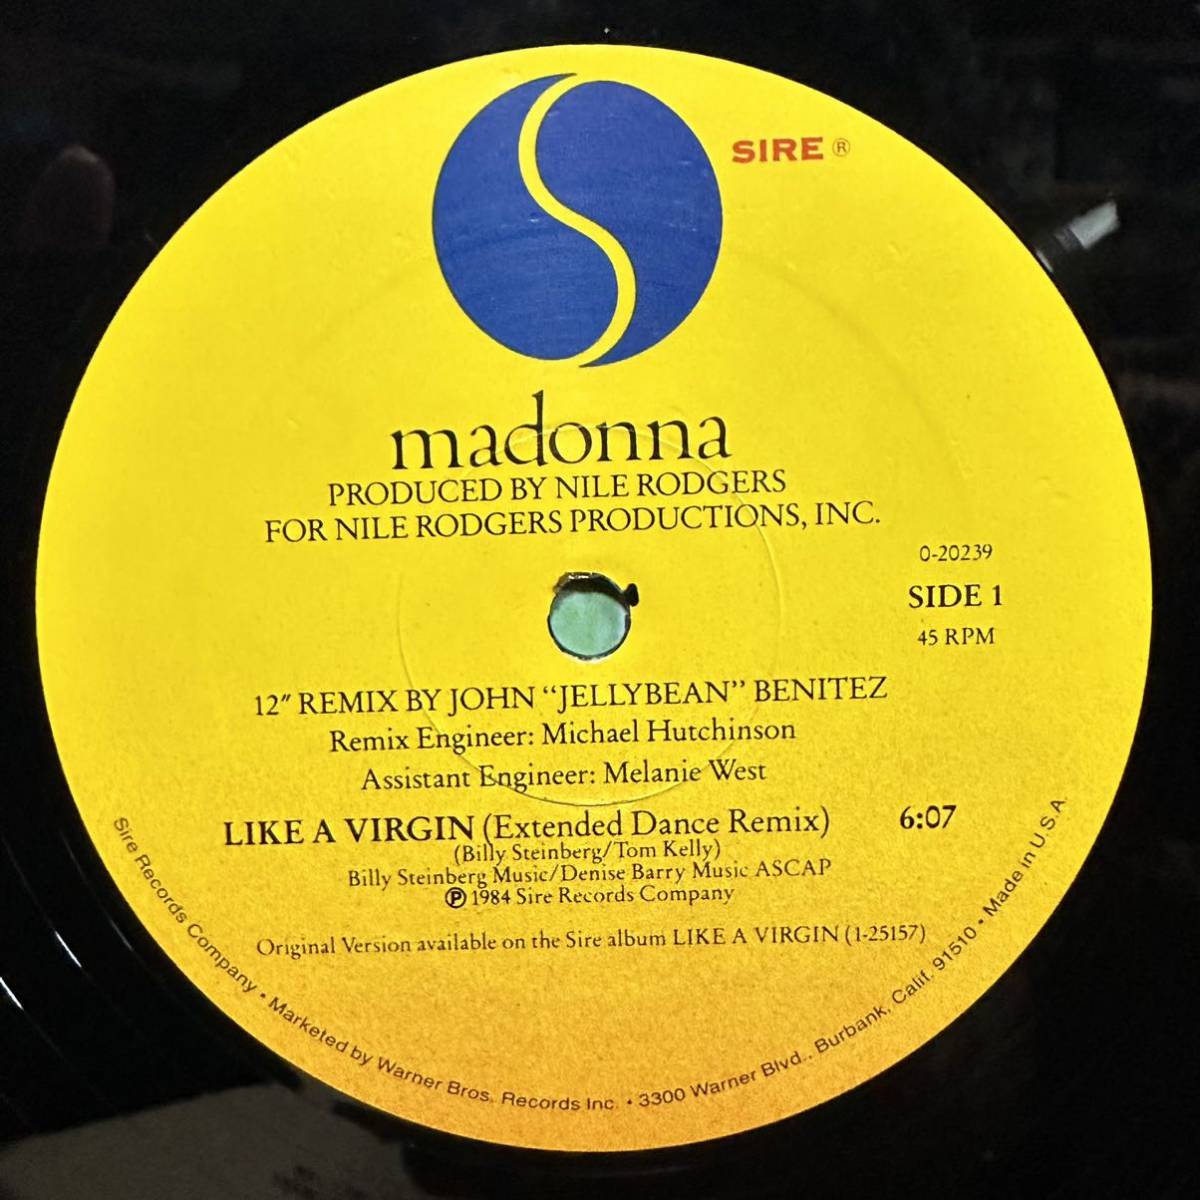 SIRE ®
madonna
PRODUCED BY NILE RODGERS
FOR NILE RODGERS PRODUCTIONS, INC.
0-20239
SIDE 1
45 RPM
12" REMIX BY JOHN “JELLYBEAN” BENITEZ
Remix Engineer: Michael Hutchinson
Assistant Engineer: Melanie West
LIKE A VIRGIN (Extended Dance Remix) 6:07
(Billy Steinberg/Tom Kelly)
Billy Steinberg Music/Denise Barry Music ASCAP
℗ 1984 Sire Records Company
Original Version available on the Sire album LIKE A VIRGIN (1-25157)
Sire Records Company • Marketed by Warner Bros. Records Inc. • 3300 Warner Blvd., Burbank, Calif. 91510 • Made in U.S.A.